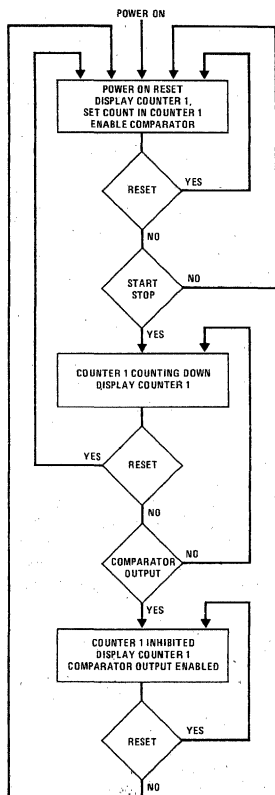 POWER ON
POWER ON RESET
DISPLAY COUNTER 1,
SET COUNT IN COUNTER 1
ENABLE COMPARATOR
RESET
YES
NO
START
STOP
NO
YES
COUNTER 1 COUNTING DOWN
DISPLAY COUNTER 1
YES
RESET
NO
COMPARATOR
OUTPUT
NO
YES
COUNTER 1 INHIBITED
DISPLAY COUNTER 1
COMPARATOR OUTPUT ENABLED
RESET
YES
NO